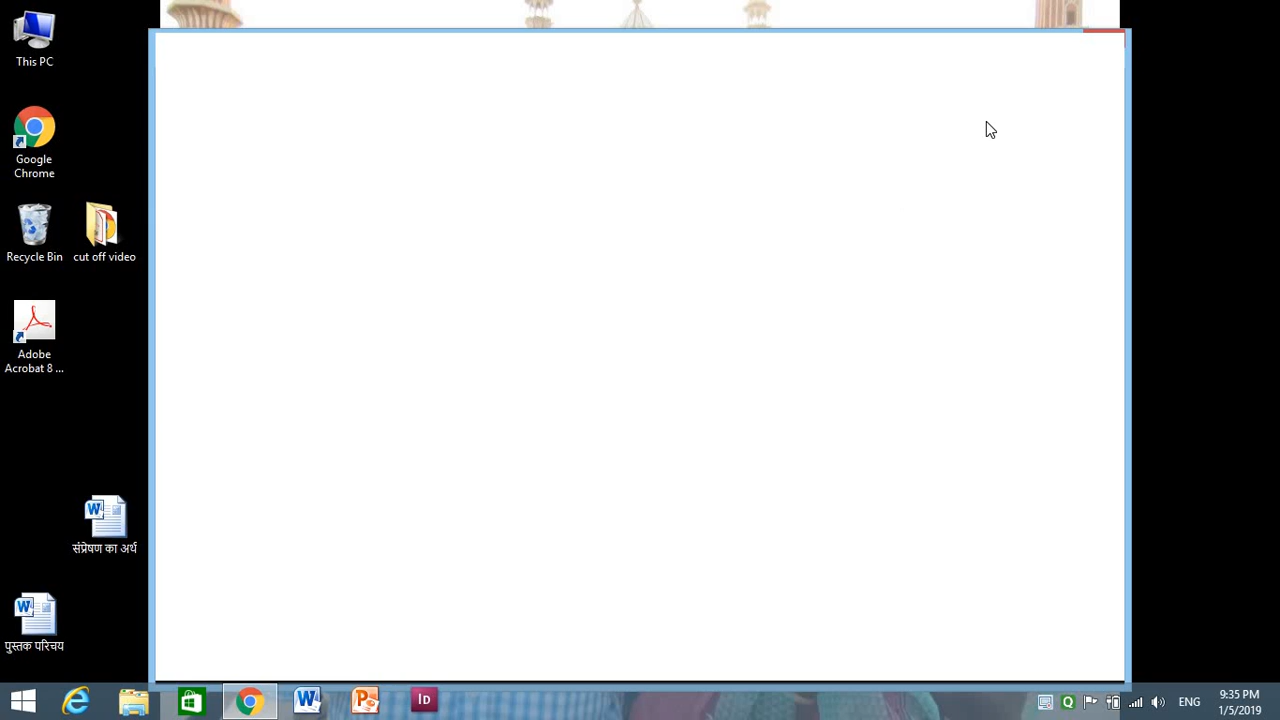 This PC
Google
Chrome
Recycle Bin
cut off video
Adobe
Acrobat 8 ...
संप्रेषण का अर्थ
पुस्तक परिचय
ENG
9:35 PM
1/5/2019